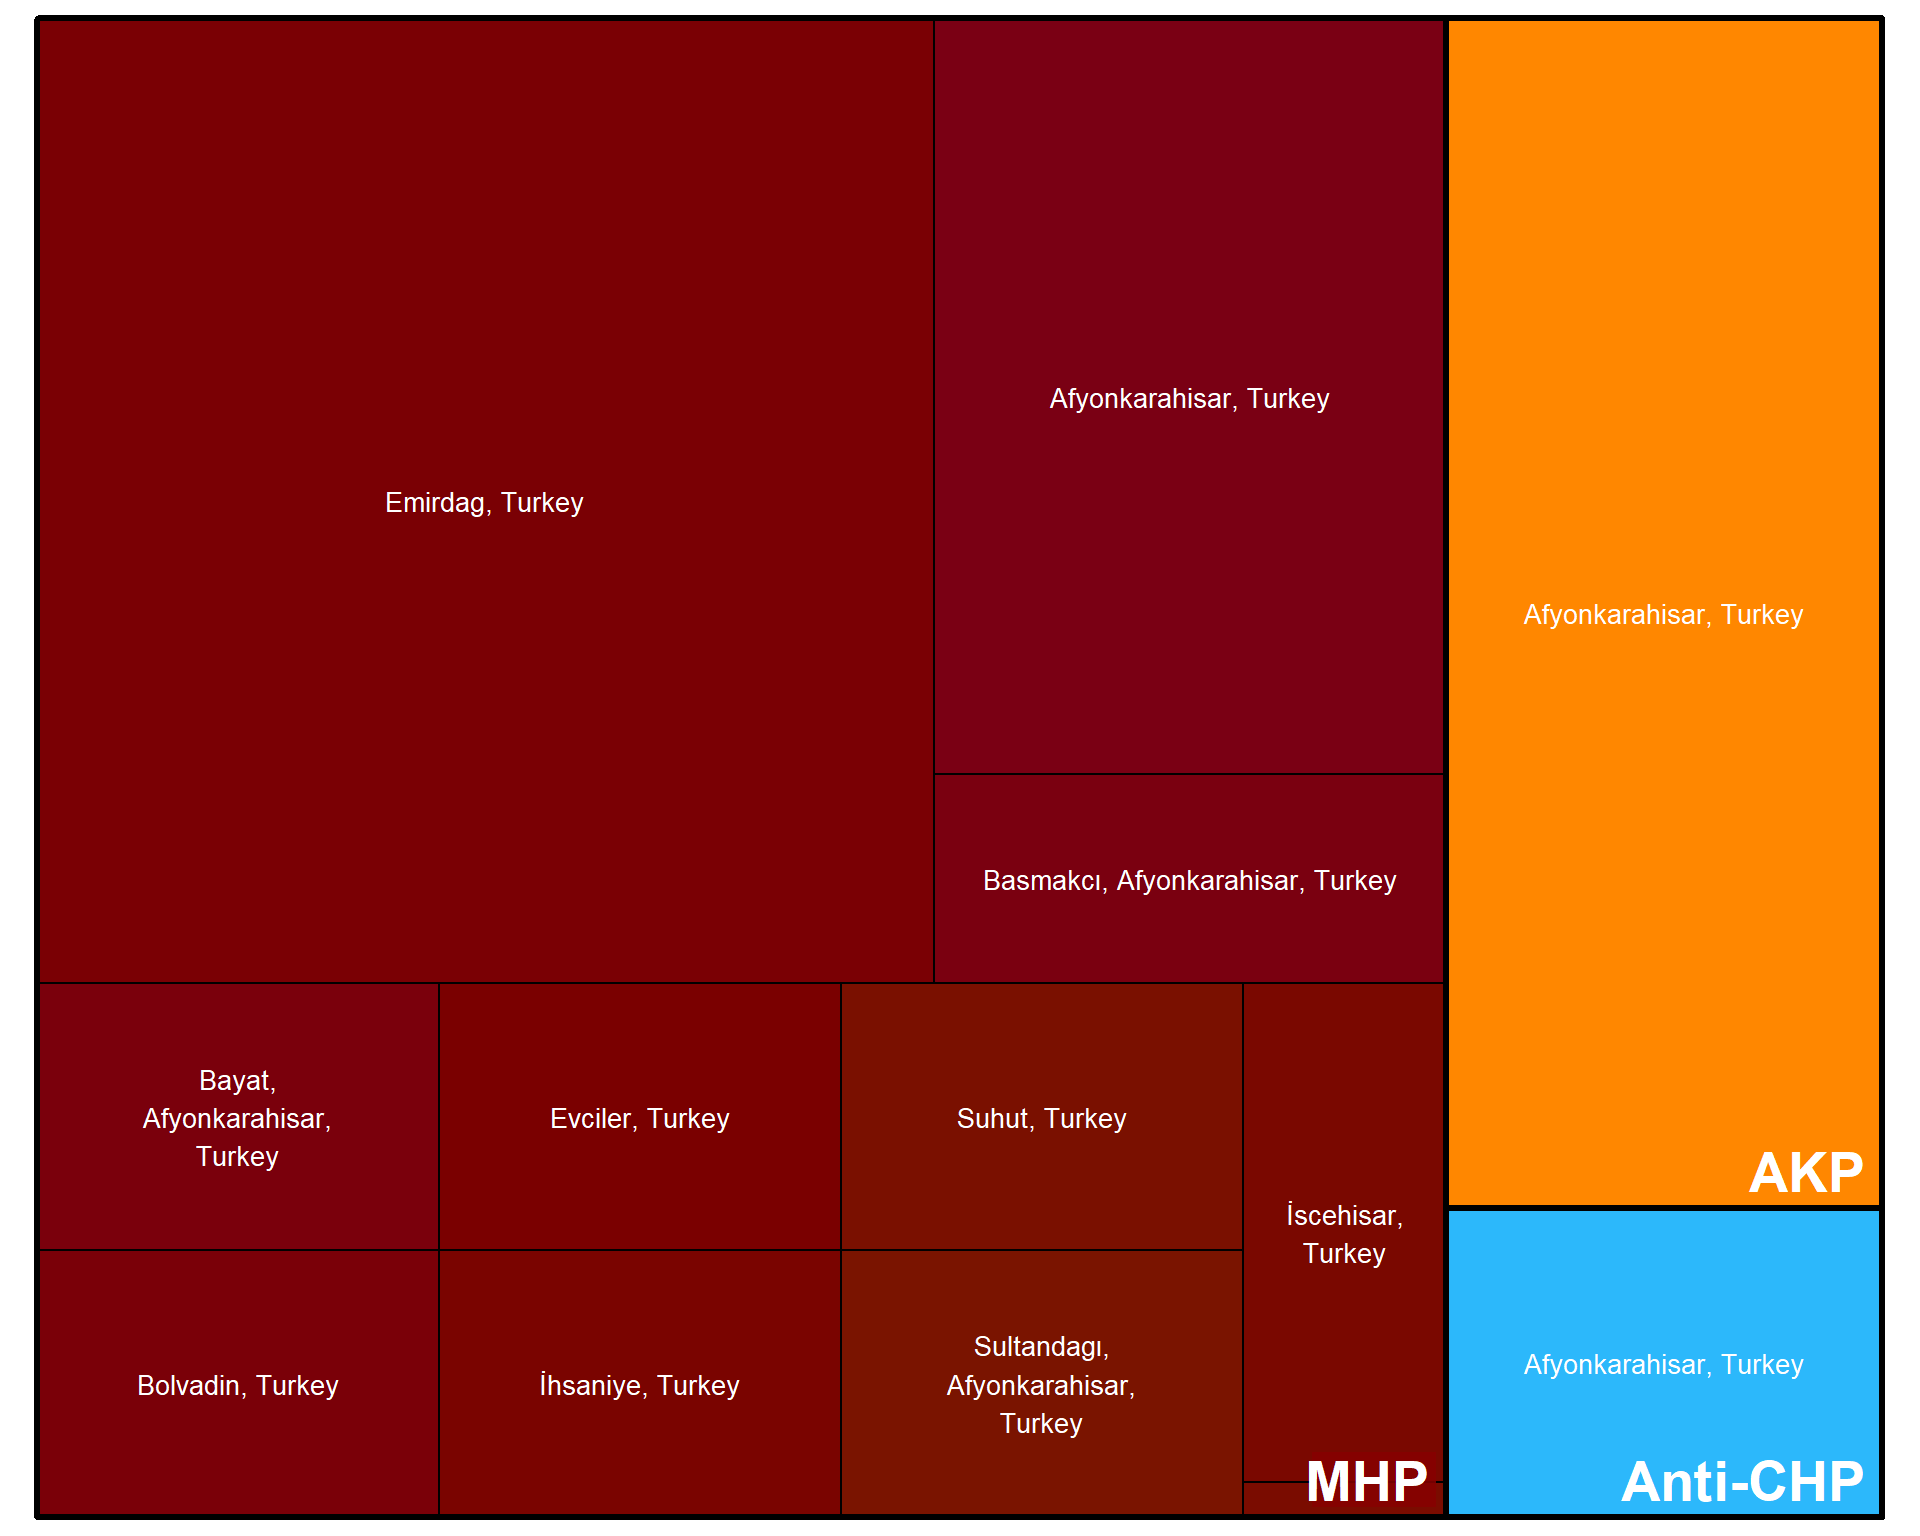 Emirdag, Turkey
Afyonkarahisar, Turkey
Basmakcı, Afyonkarahisar, Turkey
Bayat,
Afyonkarahisar,
Turkey
Evciler, Turkey
Suhut, Turkey
İscehisar,
Turkey
Bolvadin, Turkey
İhsaniye, Turkey
Sultandagı,
Afyonkarahisar,
Turkey
MHP
Afyonkarahisar, Turkey
AKP
Afyonkarahisar, Turkey
Anti-CHP